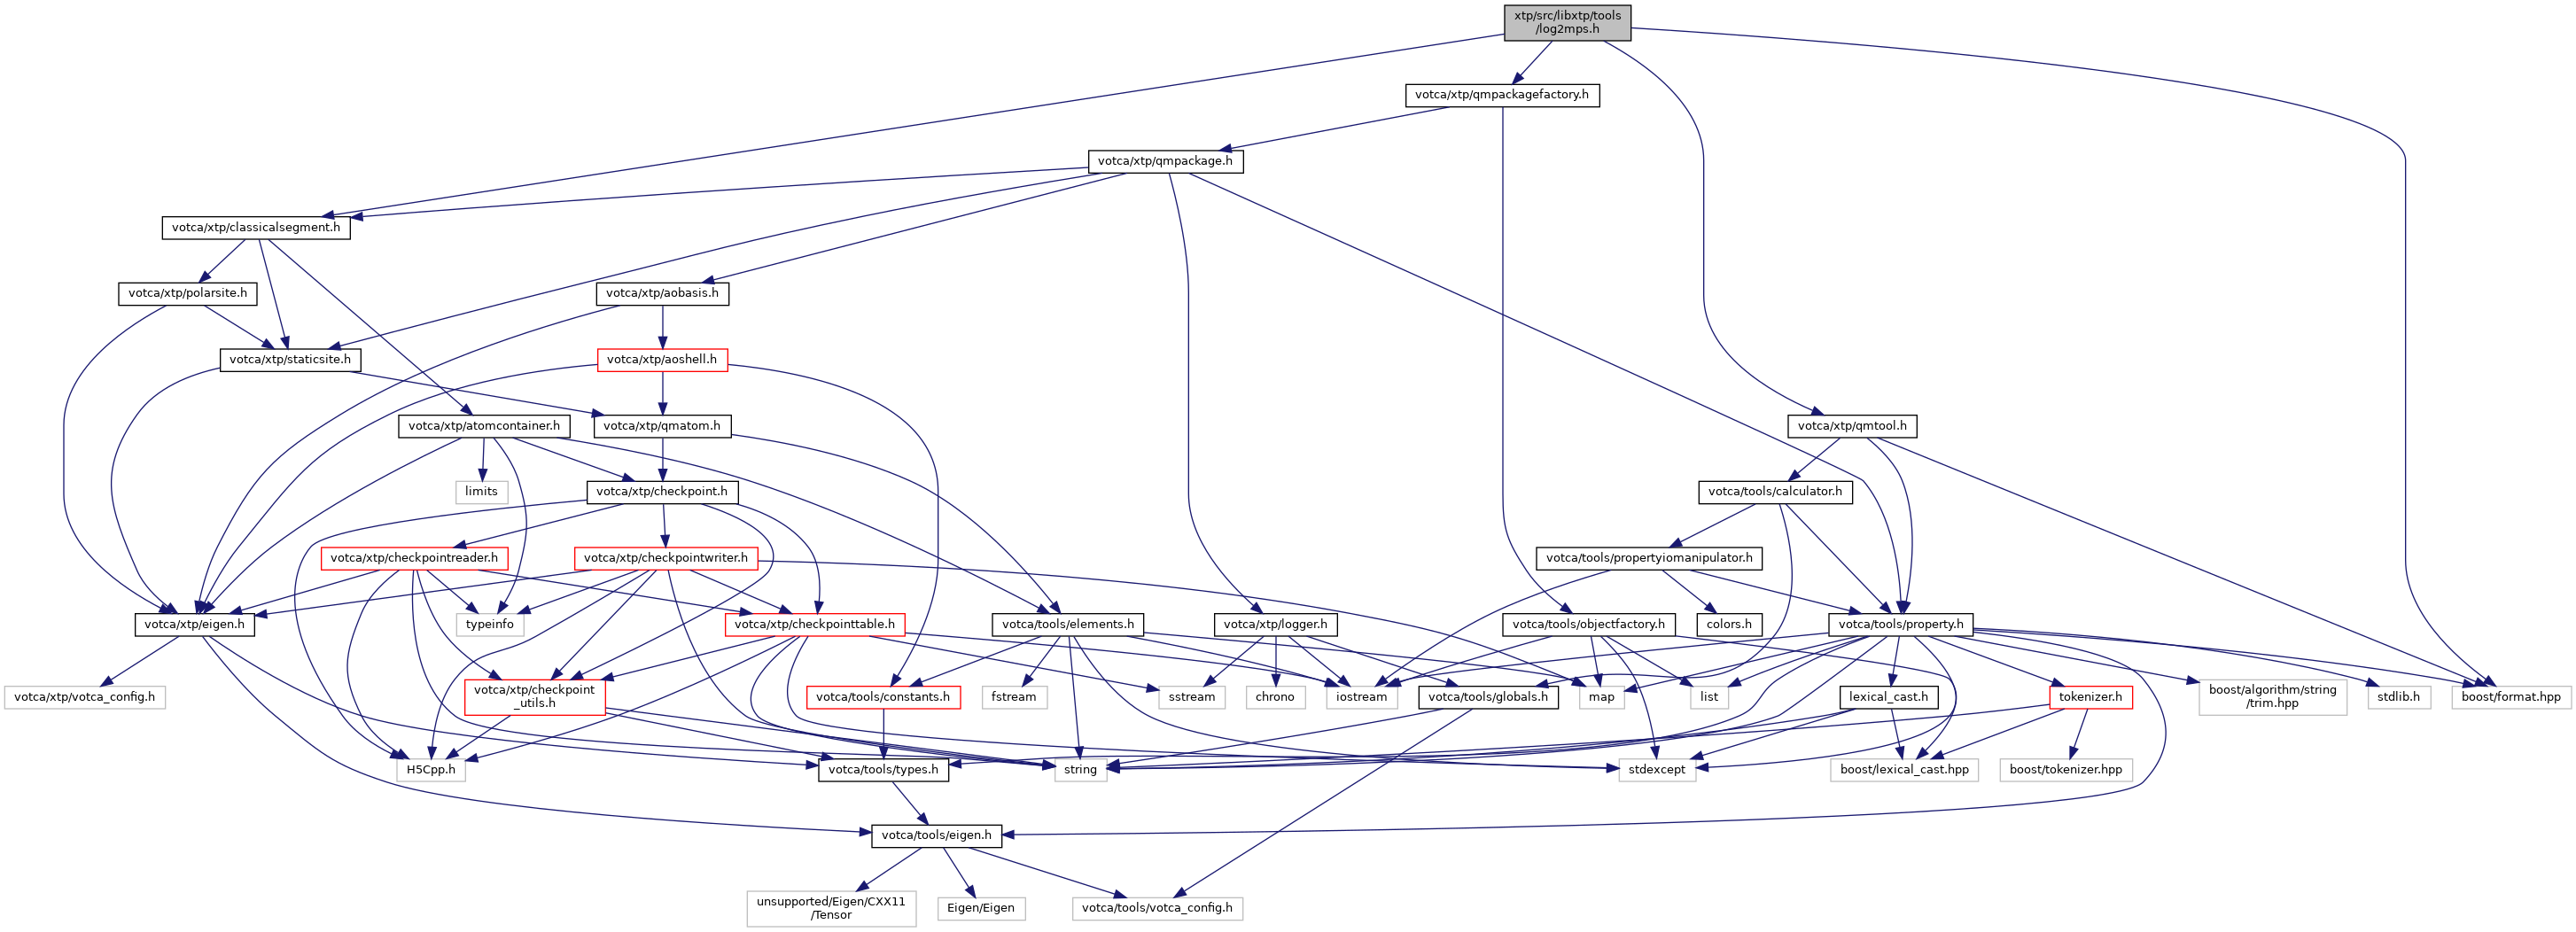 xtp/src/libxtp/tools
/log2mps.h
votca/xtp/qmpackagefactory.h
votca/xtp/qmpackage.h
votca/xtp/classicalsegment.h
votca/xtp/polarsite.h
votca/xtp/aobasis.h
votca/xtp/staticsite.h
votca/xtp/aoshell.h
votca/xtp/atomcontainer.h
votca/xtp/qmatom.h
votca/xtp/qmtool.h
limits
votca/xtp/checkpoint.h
votca/tools/calculator.h
votca/xtp/checkpointreader.h
votca/xtp/checkpointwriter.h
votca/tools/propertyiomanipulator.h
votca/xtp/eigen.h
typeinfo
votca/xtp/checkpointtable.h
votca/tools/elements.h
votca/xtp/logger.h
votca/tools/objectfactory.h
colors.h
votca/tools/property.h
votca/xtp/votca_config.h
votca/xtp/checkpoint
_utils.h
votca/tools/constants.h
fstream
sstream
chrono
iostream
votca/tools/globals.h
map
list
lexical_cast.h
tokenizer.h
boost/algorithm/string
/trim.hpp
stdlib.h
boost/format.hpp
H5Cpp.h
votca/tools/types.h
string
stdexcept
boost/lexical_cast.hpp
boost/tokenizer.hpp
votca/tools/eigen.h
unsupported/Eigen/CXX11
/Tensor
Eigen/Eigen
votca/tools/votca_config.h